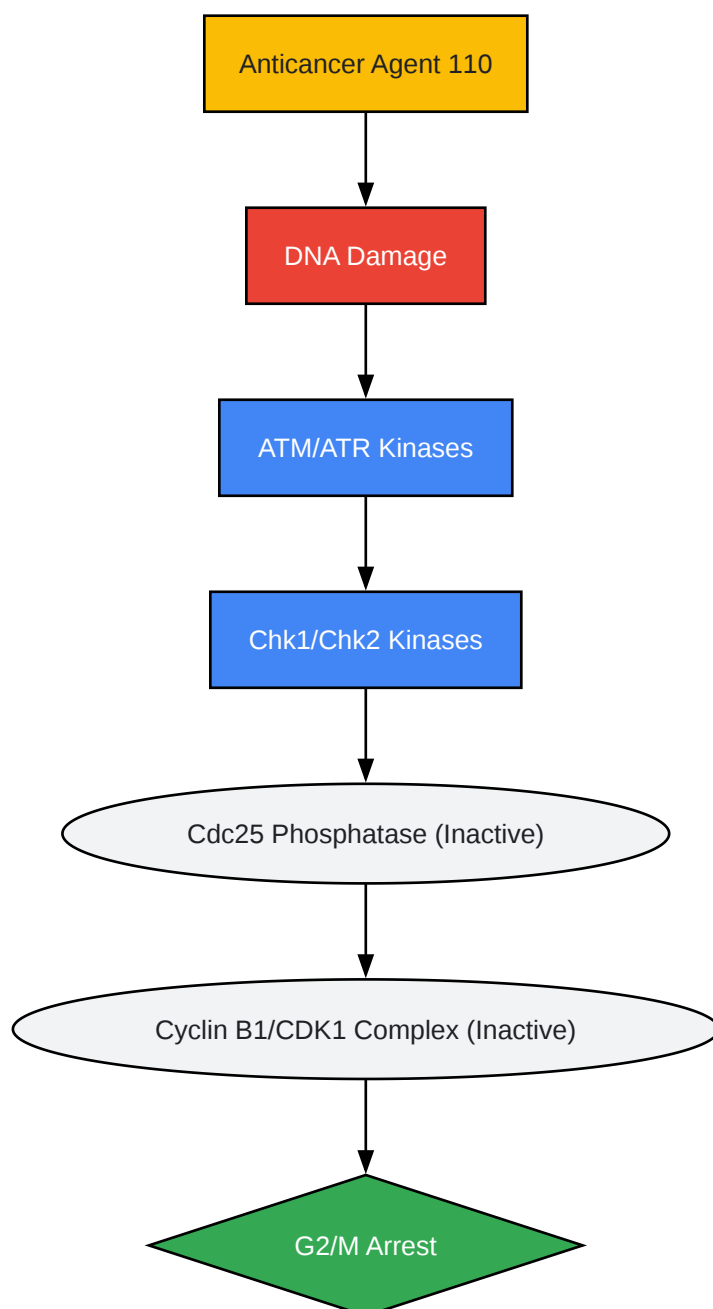 Anticancer Agent 110
DNA Damage
ATM/ATR Kinases
Chk1/Chk2 Kinases
Cdc25 Phosphatase (Inactive)
Cyclin B1/CDK1 Complex (Inactive)
G2/M Arrest